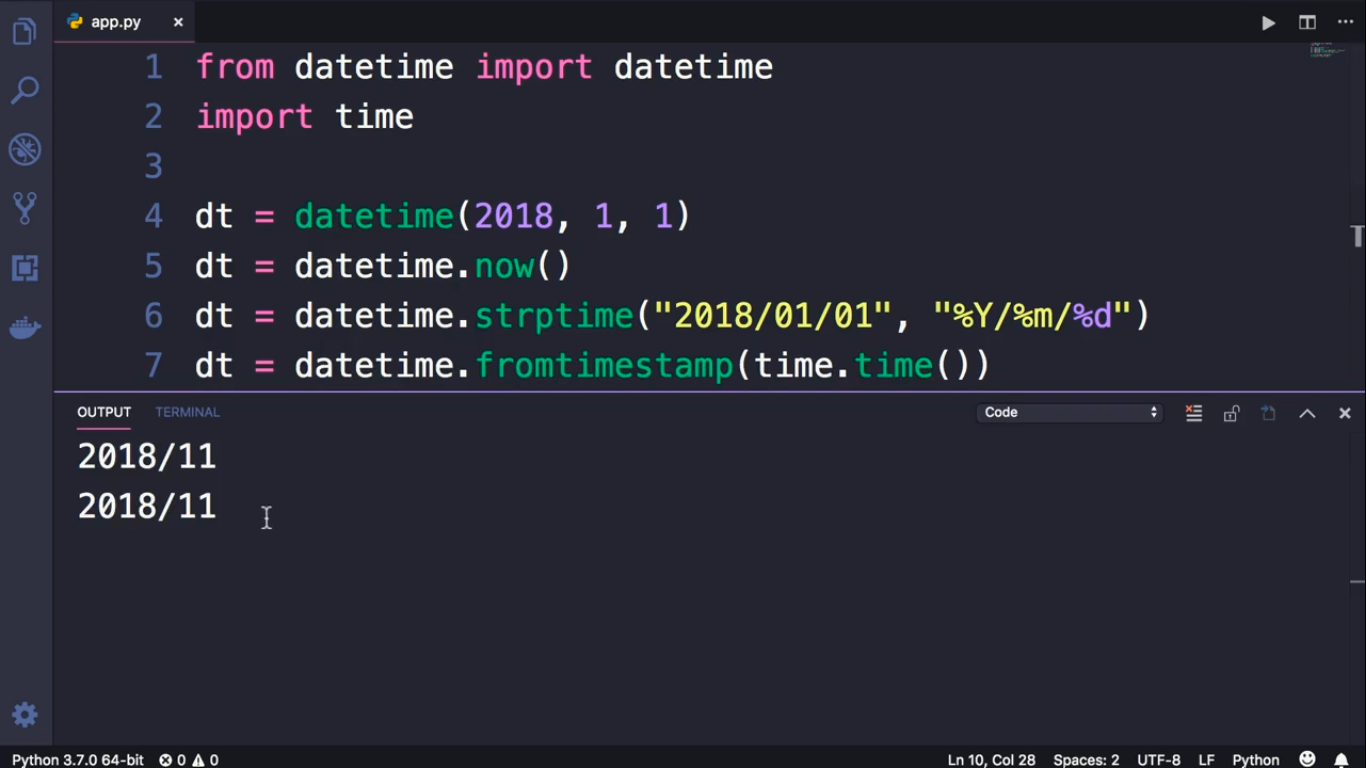 app.py
1 from datetime import datetime
2 import time
3
4 dt = datetime(2018, 1, 1)
5 dt = datetime.now()
6 dt = datetime.strptime("2018/01/01", "%Y/%m/%d")
7 dt = datetime.fromtimestamp(time.time())
OUTPUT TERMINAL Code
2018/11
2018/11
Python 3.7.0 64-bit 0 0 Ln 10, Col 28 Spaces: 2 UTF-8 LF Python